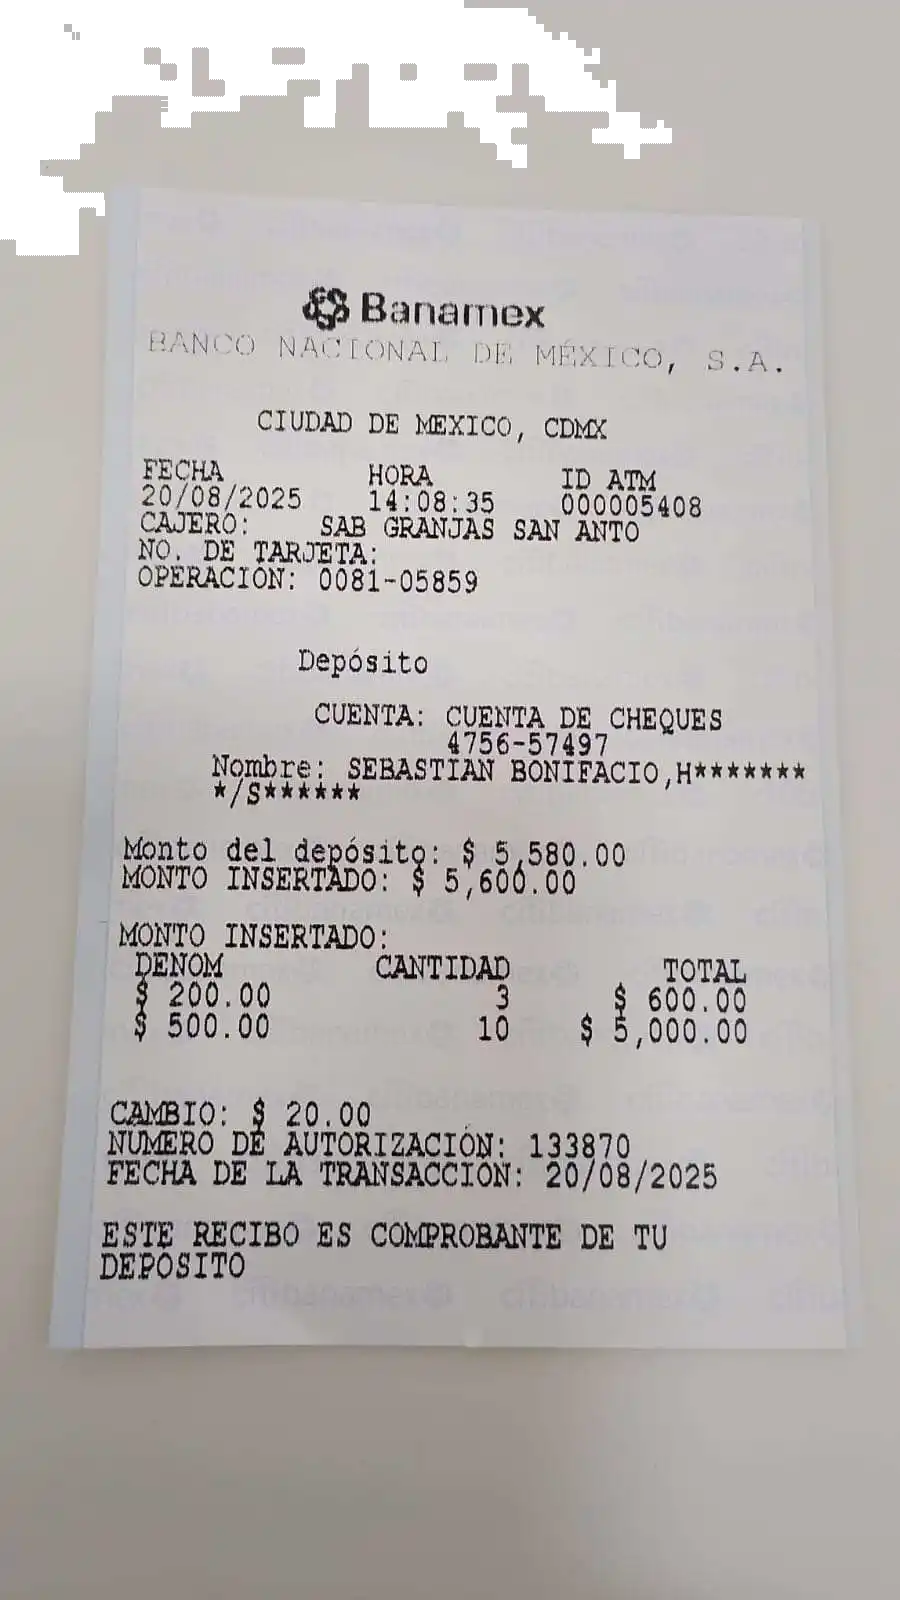 Banamex
BANCO NACIONAL DE MÉXICO, S.A.
CIUDAD DE MEXICO, CDMX
FECHA HORA ID ATM
20/08/2025 14:08:35 000005408
CAJERO: SAB GRANJAS SAN ANTO
NO. DE TARJETA:
OPERACIÓN: 0081-05859
Depósito
CUENTA: CUENTA DE CHEQUES
4756-57497
Nombre: SEBASTIAN BONIFACIO,H*******
*/S******
Monto del depósito: $ 5,580.00
MONTO INSERTADO: $ 5,600.00
MONTO INSERTADO:
DENOM CANTIDAD TOTAL
$ 200.00 3 $ 600.00
$ 500.00 10 $ 5,000.00
CAMBIO: $ 20.00
NUMERO DE AUTORIZACIÓN: 133870
FECHA DE LA TRANSACCIÓN: 20/08/2025
ESTE RECIBO ES COMPROBANTE DE TU
DEPÓSITO